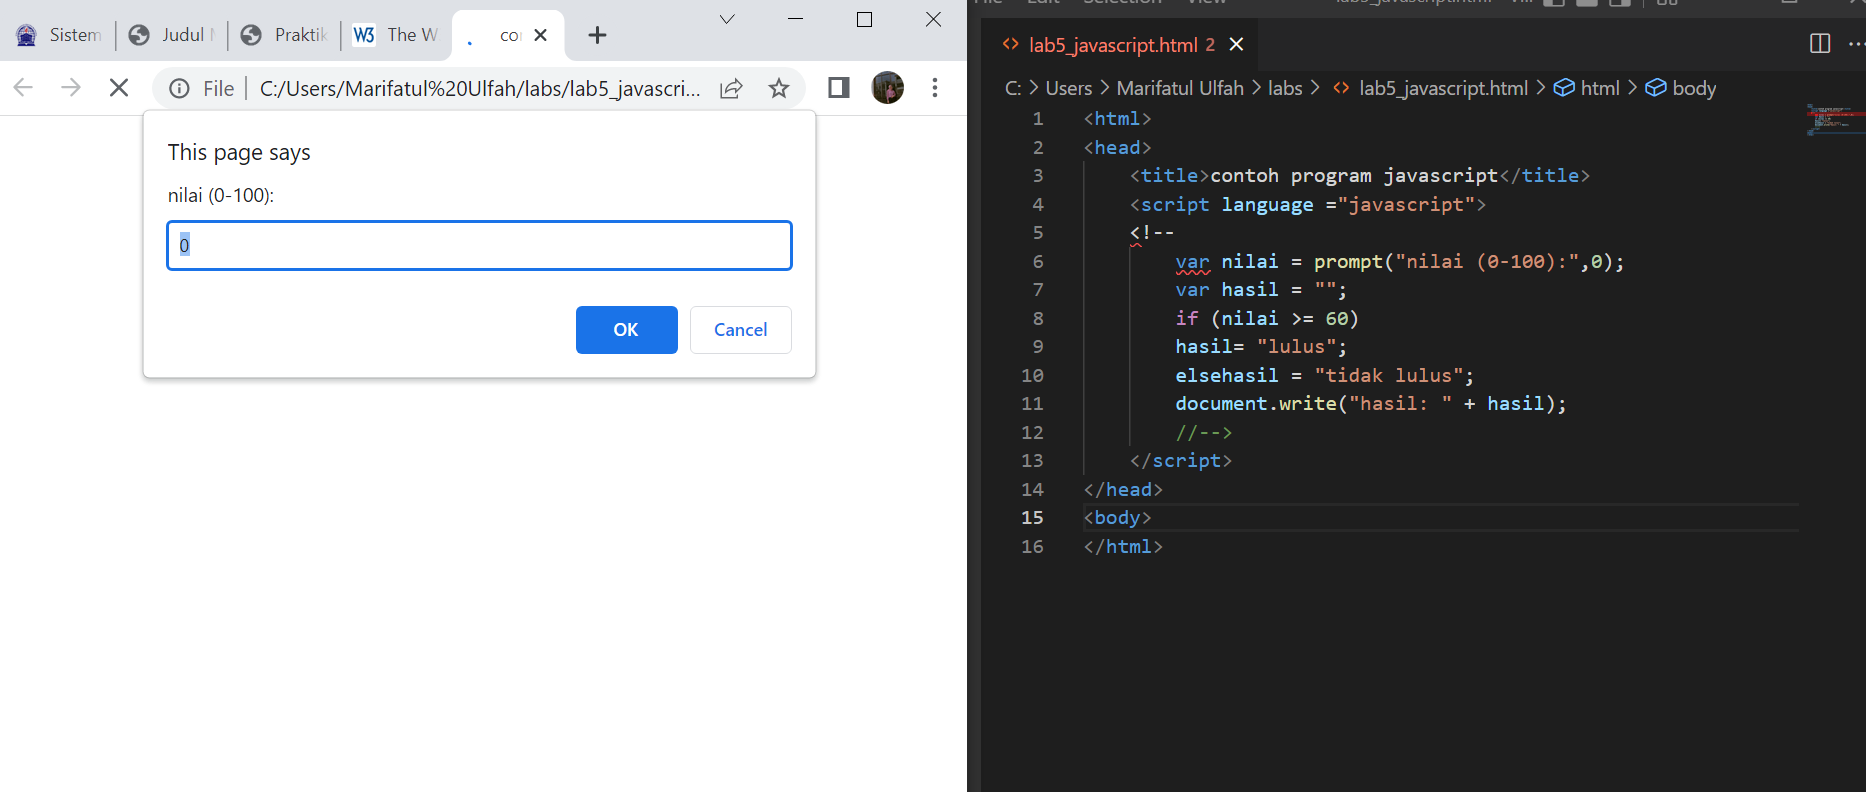 Sistem
Judul
Praktik
W3 The W
co
File C:/Users/Marifatul%20Ulfah/labs/lab5_javascri...
This page says
nilai (0-100):
0
OK Cancel
File Edit Selection View
lab5_javascript.html 2
C: > Users > Marifatul Ulfah > labs > <> lab5_javascript.html > html > body
1 <html>
2 <head>
3 <title>contoh program javascript</title>
4 <script language ="javascript">
5 <!--
6 var nilai = prompt("nilai (0-100):",0);
7 var hasil = "";
8 if (nilai >= 60)
9 hasil= "lulus";
10 elsehasil = "tidak lulus";
11 document.write("hasil: " + hasil);
12 //-->
13 </script>
14 </head>
15 <body>
16 </html>